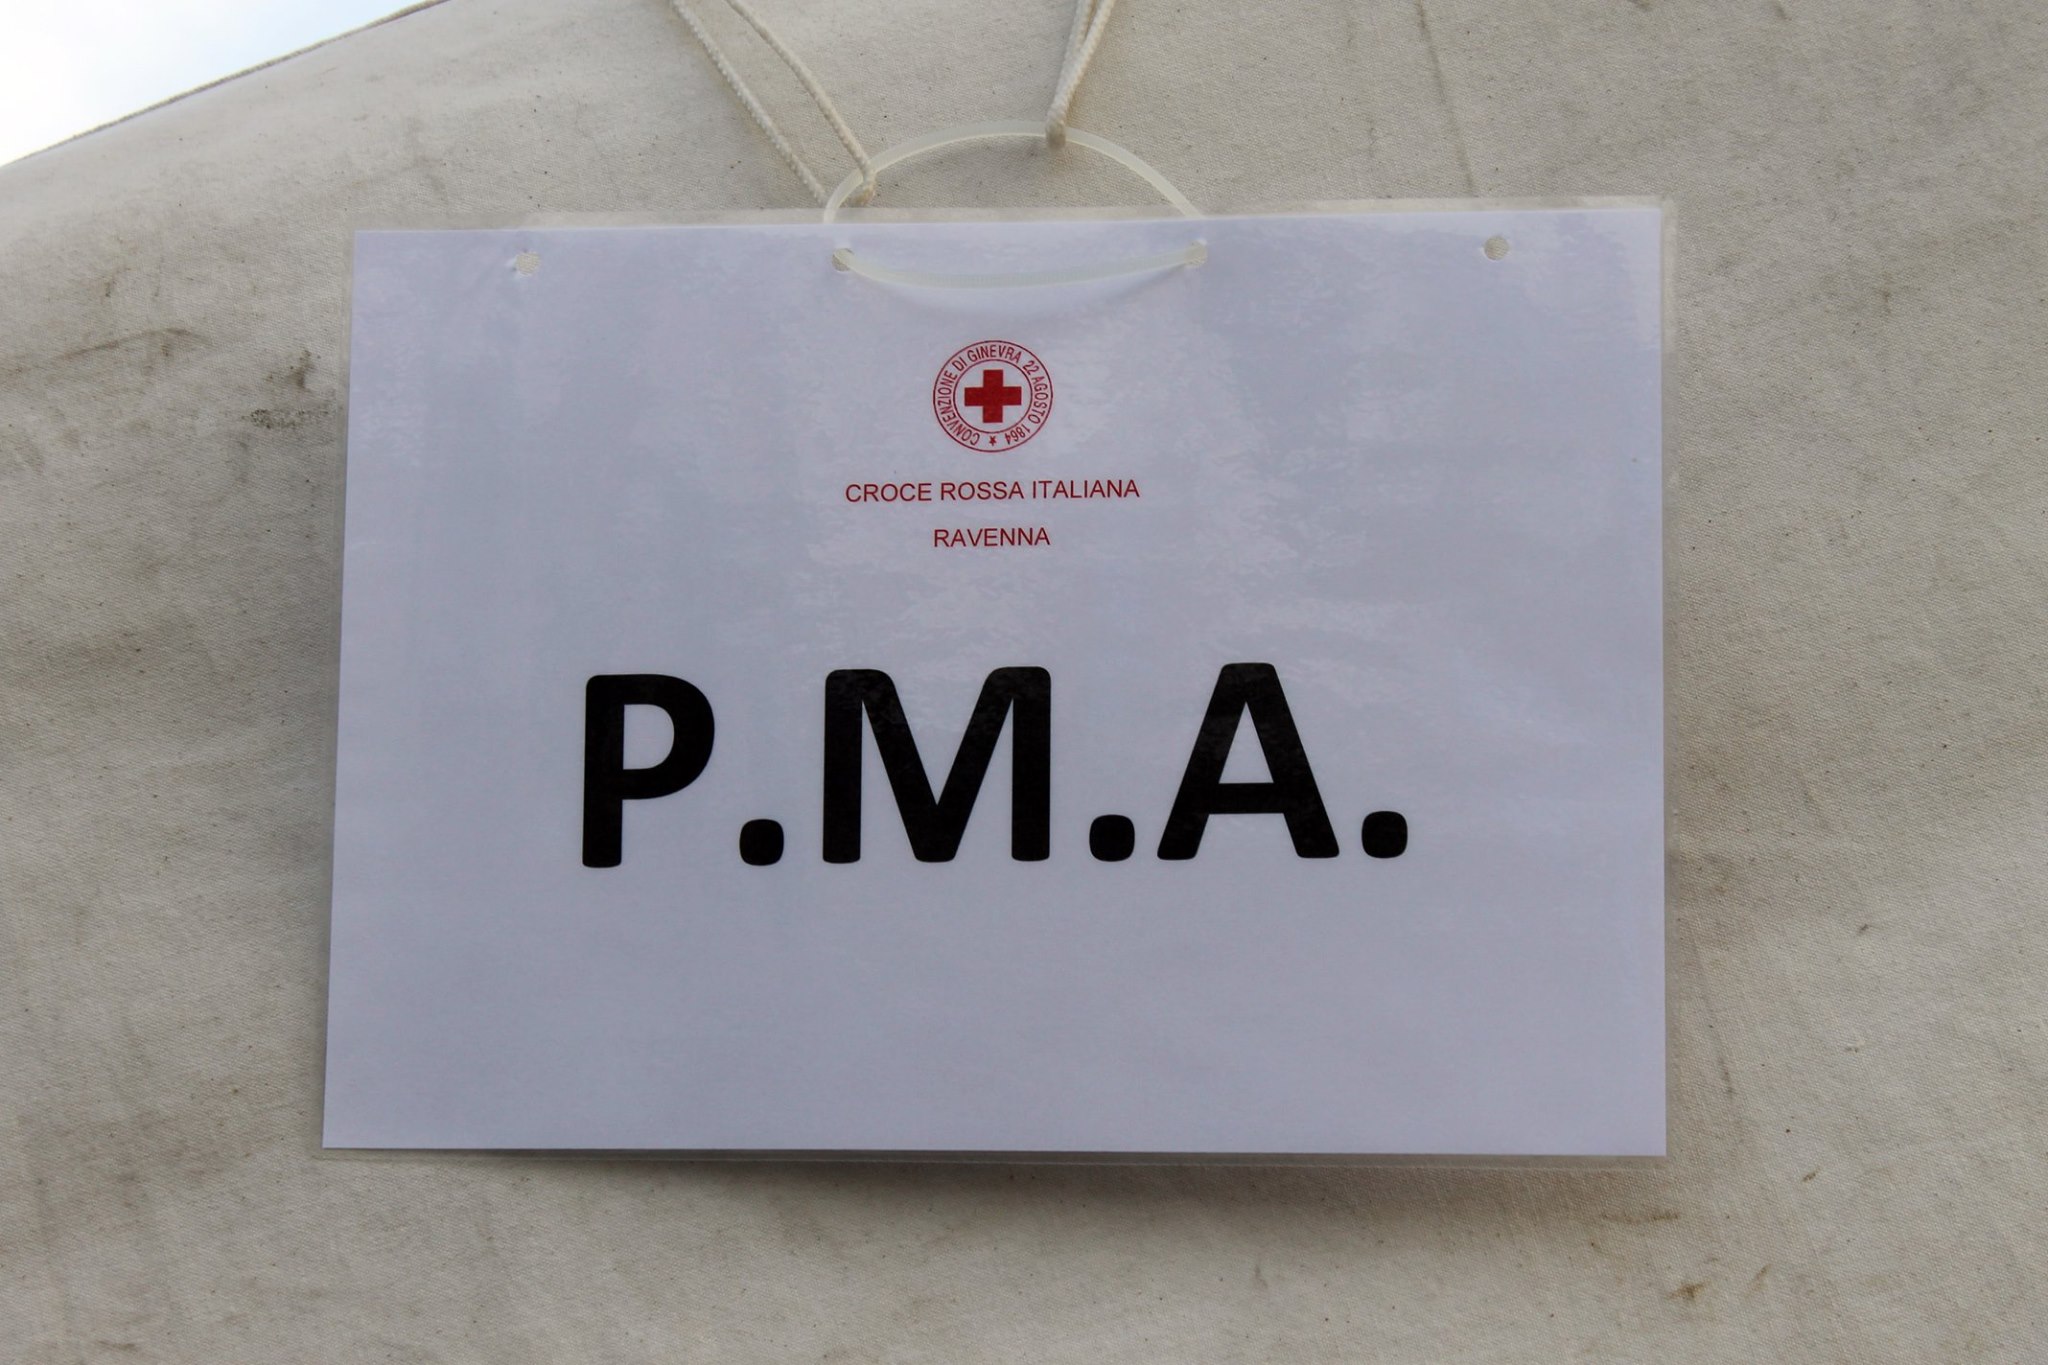 CONVENZIONE DI GINEVRA 22 AGOSTO 1864 ★
CROCE ROSSA ITALIANA
RAVENNA
P.M.A.